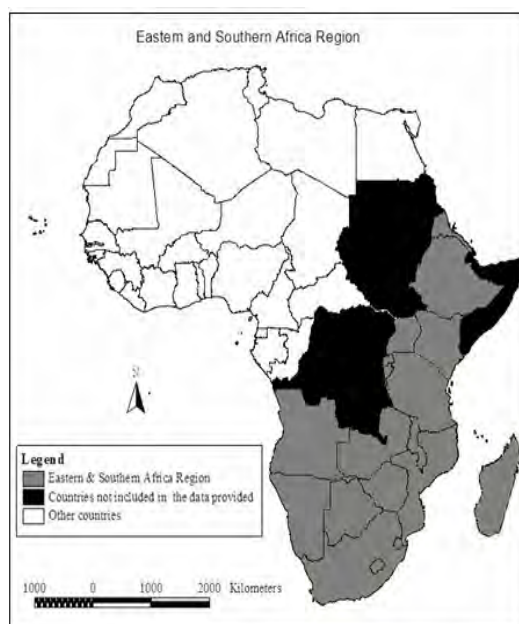 Eastern and Southern Africa Region
N
Legend
Eastern & Southern Africa Region
Countries not included in the data provided
Other countries
1000 0 1000 2000 Kilometers